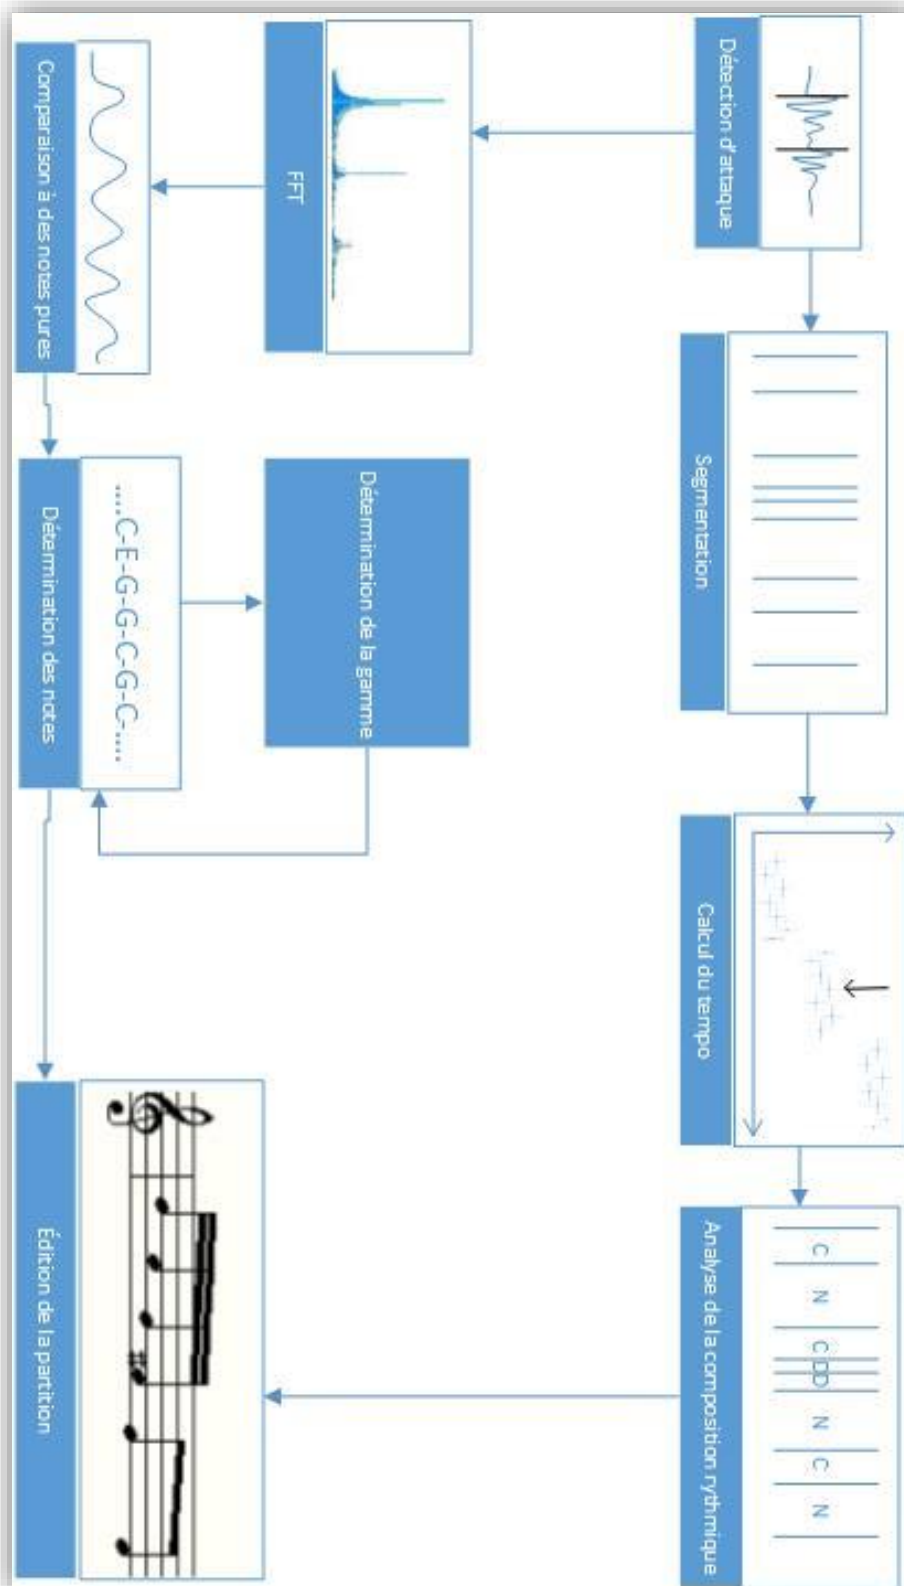 Détection d'attaque
Segmentation
Calcul du tempo
C N C D D N C N
Analyse de la composition rythmique
FFT
Détermination de la gamme
Comparaison à des notes pures
....C-E-G-G-C-G-C-....
Détermination des notes
Édition de la partition